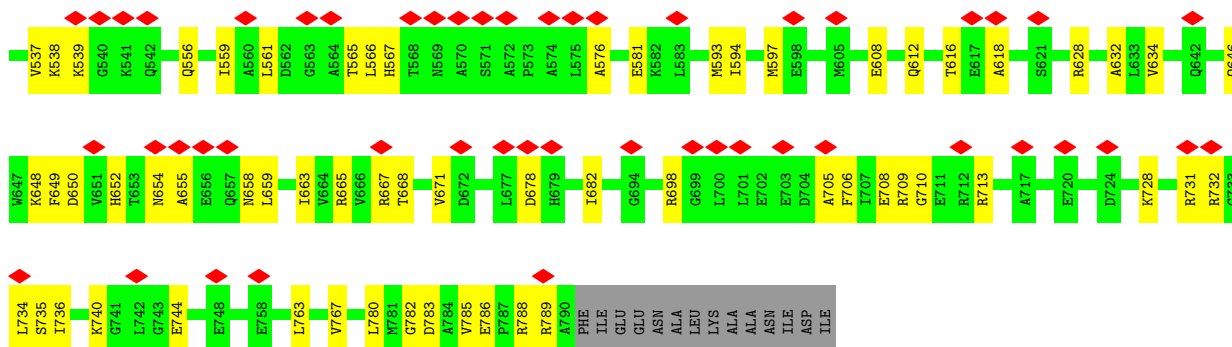 V537 K538 K539 G540 K541 Q542 Q556 I559 A560 L561 D562 G563 A564 T565 L566 H567 T568 N569 A570 S571 A572 P573 A574 L575 A576 E581 K582 L583 M593 I594 M597 E598 M605 E608 Q612 T616 E617 A618 S621 R628 A632 L633 V634 Q642
W647 K648 F649 D650 V651 H652 T653 N654 A655 E656 Q657 N658 L659 I663 V664 R665 V666 R667 T668 V671 D672 L677 D678 H679 I682 G694 R698 G699 L700 L701 E702 E703 D704 A705 F706 I707 E708 R709 G710 E711 R712 R713 A717 E720 D724 K728 R731 R732 G733
L734 S735 I736 K740 G741 L742 G743 E744 E748 E758 L763 V767 L780 M781 G782 D783 A784 V785 E786 P787 R788 R789 A790 PHE ILE GLU GLU ASN ALA LEU LYS ALA ALA ASN ILE ASP ILE